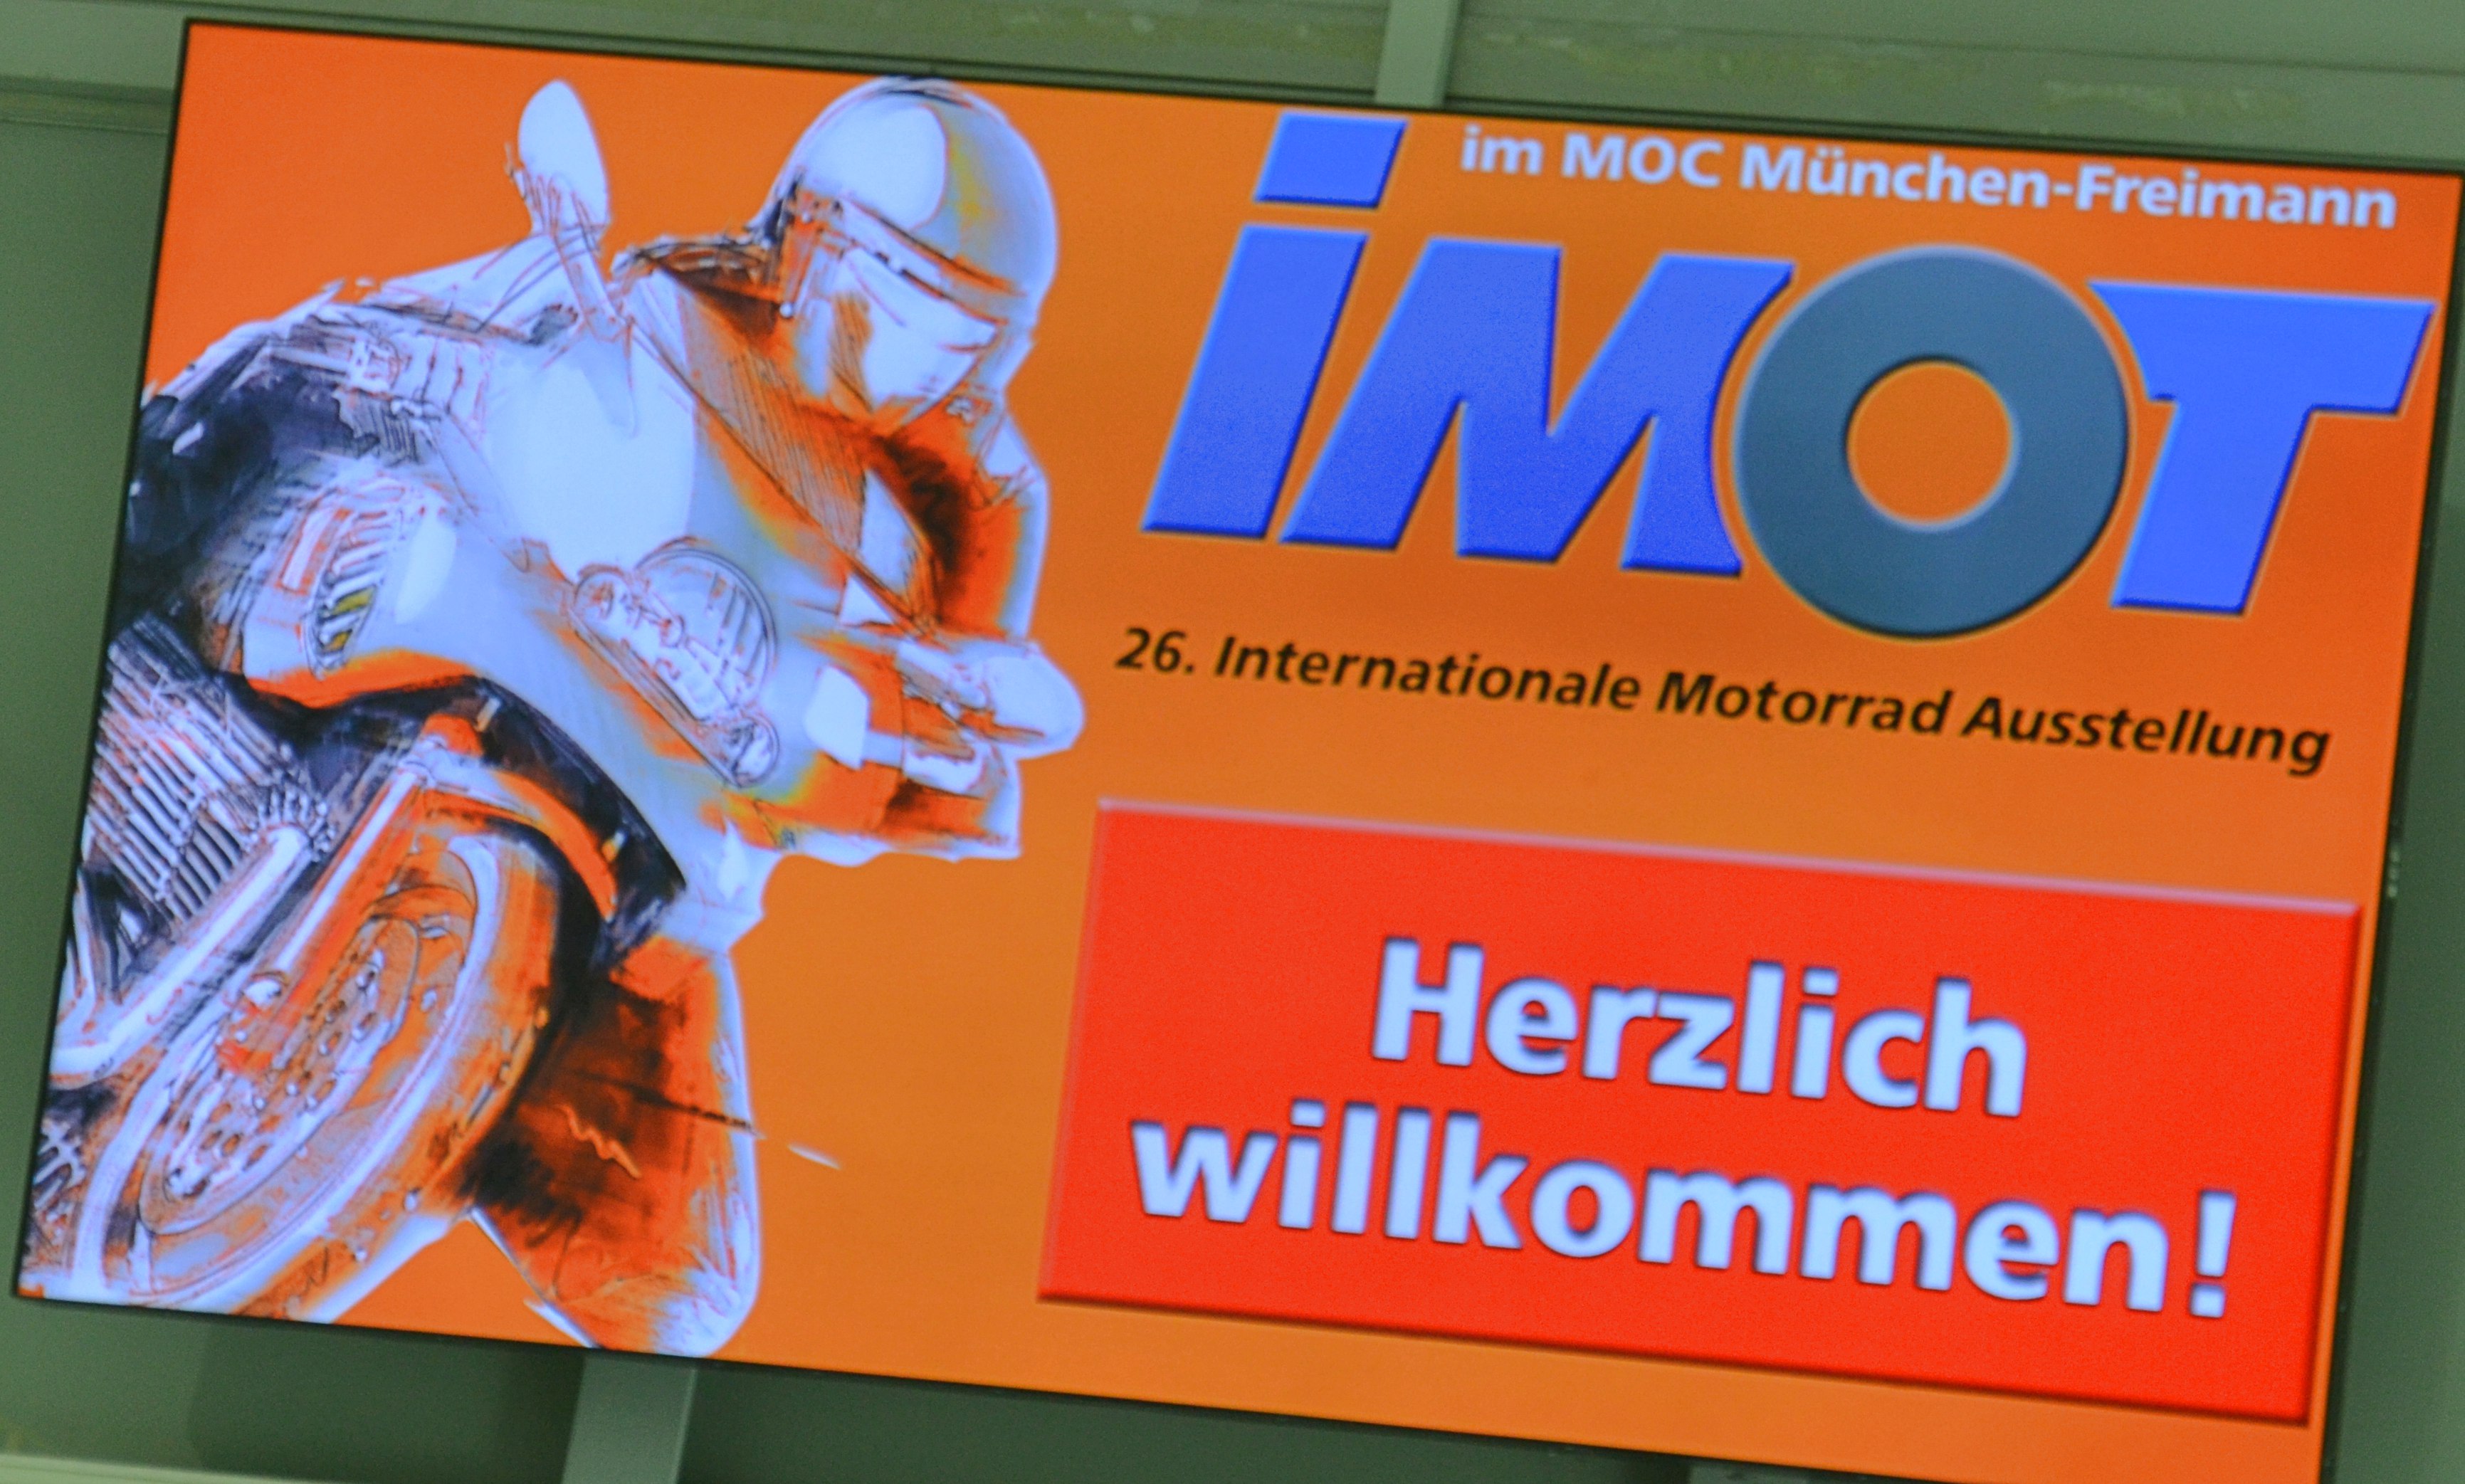 im MOC München-Freimann
iMOT
26. Internationale Motorrad Ausstellung
Herzlich
willkommen!